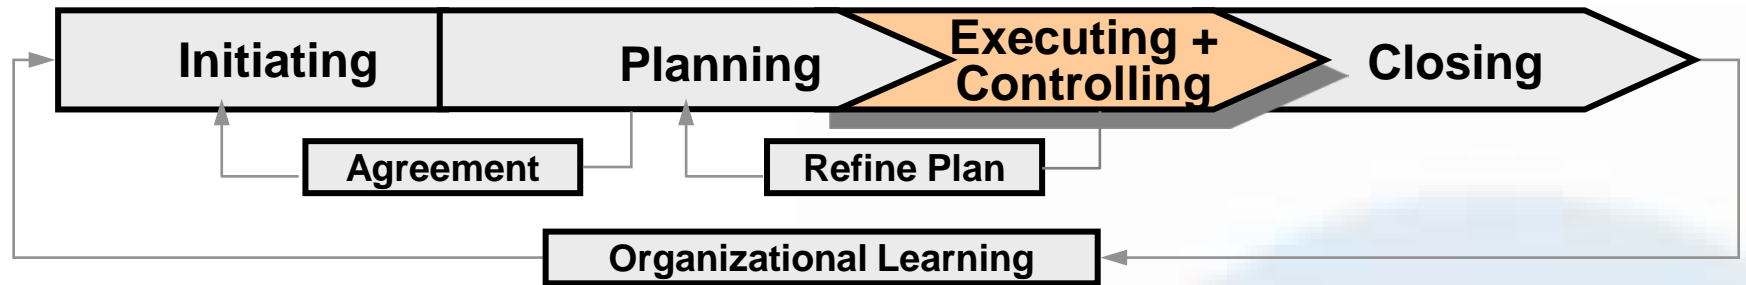 Initiating
Planning
Executing +
Controlling
Closing
Agreement
Refine Plan
Organizational Learning